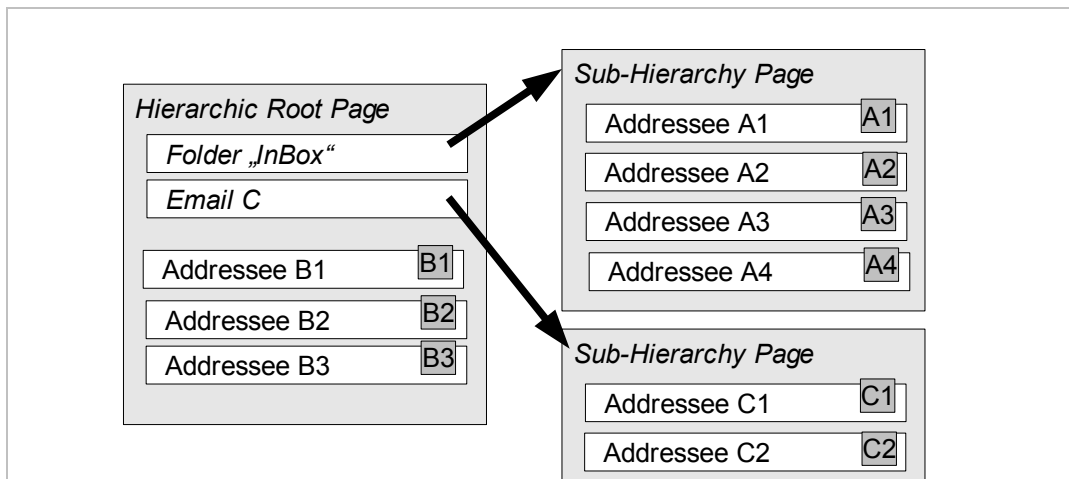 Hierarchic Root Page
Folder „InBox“
Email C
Addressee B1 B1
Addressee B2 B2
Addressee B3 B3
Sub-Hierarchy Page
Addressee A1 A1
Addressee A2 A2
Addressee A3 A3
Addressee A4 A4
Sub-Hierarchy Page
Addressee C1 C1
Addressee C2 C2